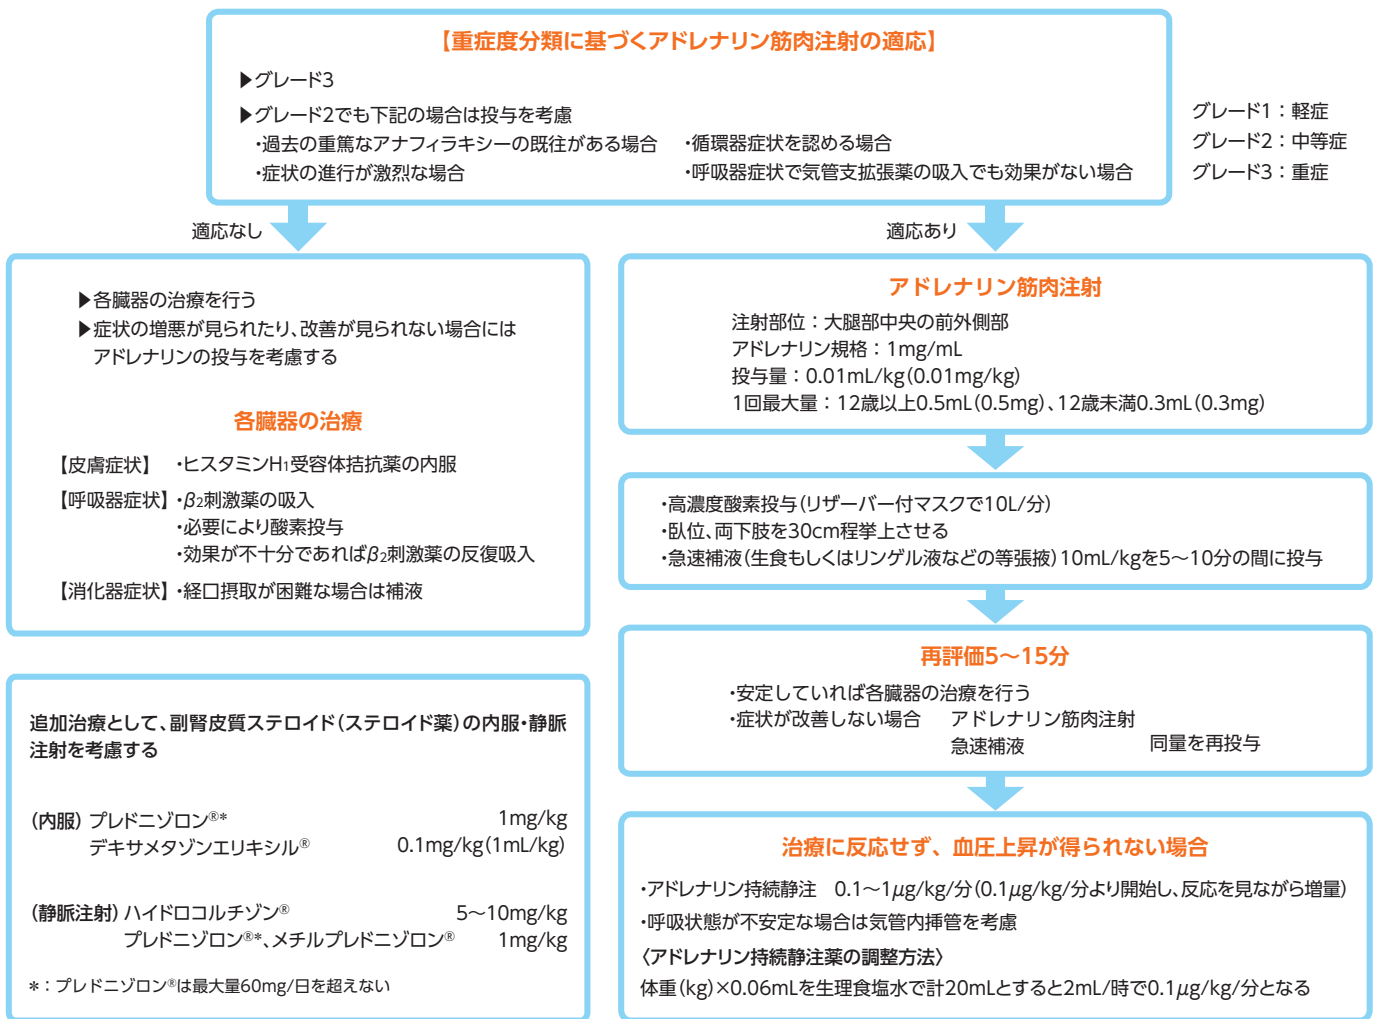 【重症度分類に基づくアドレナリン筋肉注射の適応】
▶グレード3
▶グレード2でも下記の場合は投与を考慮
・過去の重篤なアナフィラキシーの既往がある場合 ・循環器症状を認める場合
・症状の進行が激烈な場合 ・呼吸器症状で気管支拡張薬の吸入でも効果がない場合
グレード1：軽症
グレード2：中等症
グレード3：重症
適応なし
適応あり
▶各臓器の治療を行う
▶症状の増悪が見られたり、改善が見られない場合には
アドレナリンの投与を考慮する
各臓器の治療
【皮膚症状】 ・ヒスタミンH₁受容体拮抗薬の内服
【呼吸器症状】・β₂刺激薬の吸入
・必要により酸素投与
・効果が不十分であればβ₂刺激薬の反復吸入
【消化器症状】・経口摂取が困難な場合は補液
追加治療として、副腎皮質ステロイド(ステロイド薬)の内服・静脈
注射を考慮する
(内服) プレドニゾロン®* 1mg/kg
デキサメタゾンエリキシル® 0.1mg/kg(1mL/kg)
(静脈注射) ハイドロコルチゾン® 5〜10mg/kg
プレドニゾロン®*、メチルプレドニゾロン® 1mg/kg
*：プレドニゾロン®は最大量60mg/日を超えない
アドレナリン筋肉注射
注射部位：大腿部中央の前外側部
アドレナリン規格：1mg/mL
投与量：0.01mL/kg(0.01mg/kg)
1回最大量：12歳以上0.5mL(0.5mg)、12歳未満0.3mL(0.3mg)
・高濃度酸素投与(リザーバー付マスクで10L/分)
・臥位、両下肢を30cm程挙上させる
・急速補液(生食もしくはリンゲル液などの等張液)10mL/kgを5〜10分の間に投与
再評価5〜15分
・安定していれば各臓器の治療を行う
・症状が改善しない場合 アドレナリン筋肉注射
急速補液 同量を再投与
治療に反応せず、血圧上昇が得られない場合
・アドレナリン持続静注 0.1〜1μg/kg/分(0.1μg/kg/分より開始し、反応を見ながら増量)
・呼吸状態が不安定な場合は気管内挿管を考慮
〈アドレナリン持続静注薬の調整方法〉
体重(kg)×0.06mLを生理食塩水で計20mLとすると2mL/時で0.1μg/kg/分となる